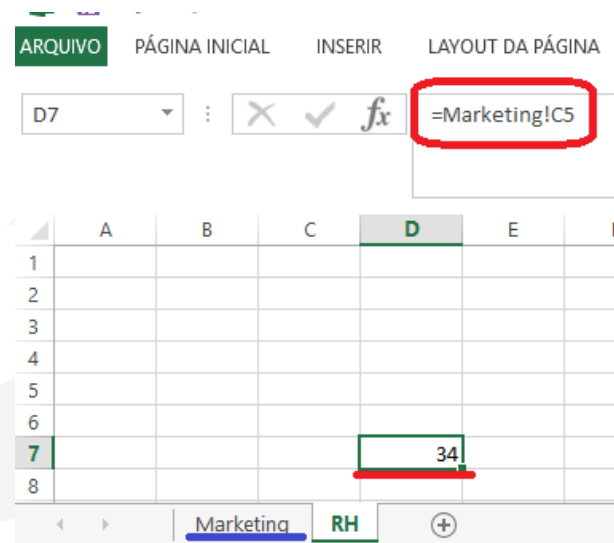 ARQUIVO PÁGINA INICIAL INSERIR LAYOUT DA PÁGINA
D7 fx =Marketing!C5
A B C D E
1
2
3
4
5
6
7 34
8
Marketing RH